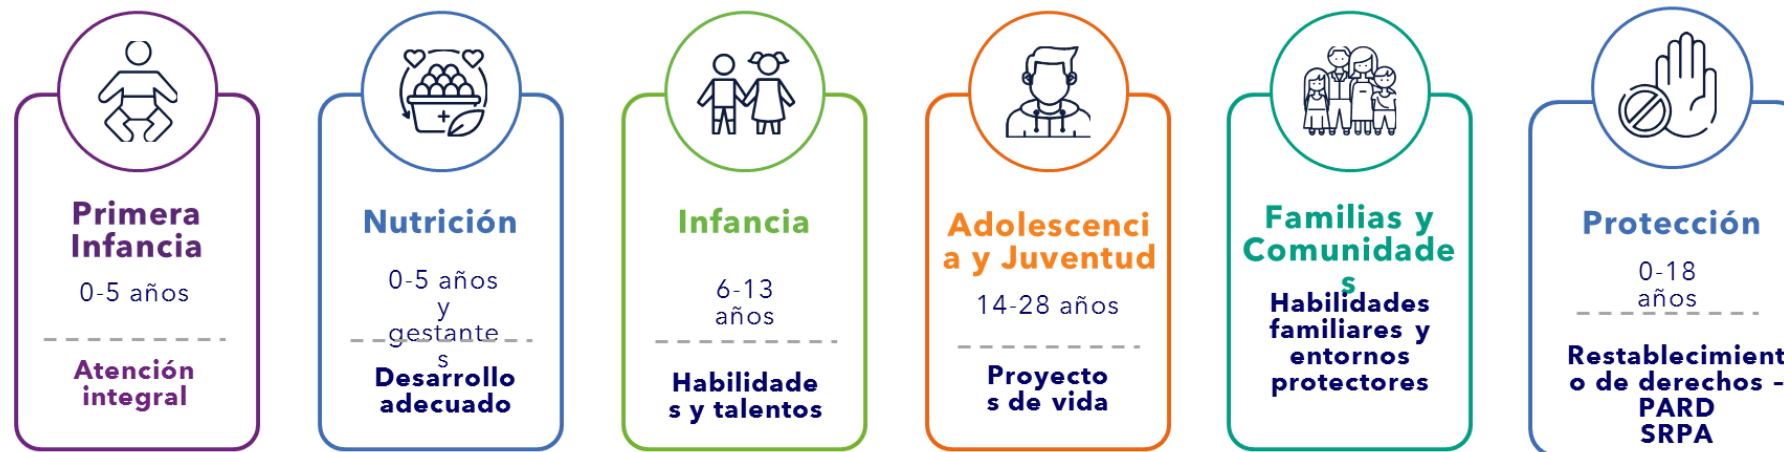 Primera
Infancia
0-5 años
Atención
integral
Nutrición
0-5 años
y
gestante
s
Desarrollo
adecuado
Infancia
6-13
años
Habilidade
s y talentos
Adolescenci
a y Juventud
14-28 años
Proyecto
s de vida
Familias y
Comunidade
s
Habilidades
familiares y
entornos
protectores
Protección
0-18
años
Restablecimient
o de derechos –
PARD
SRPA